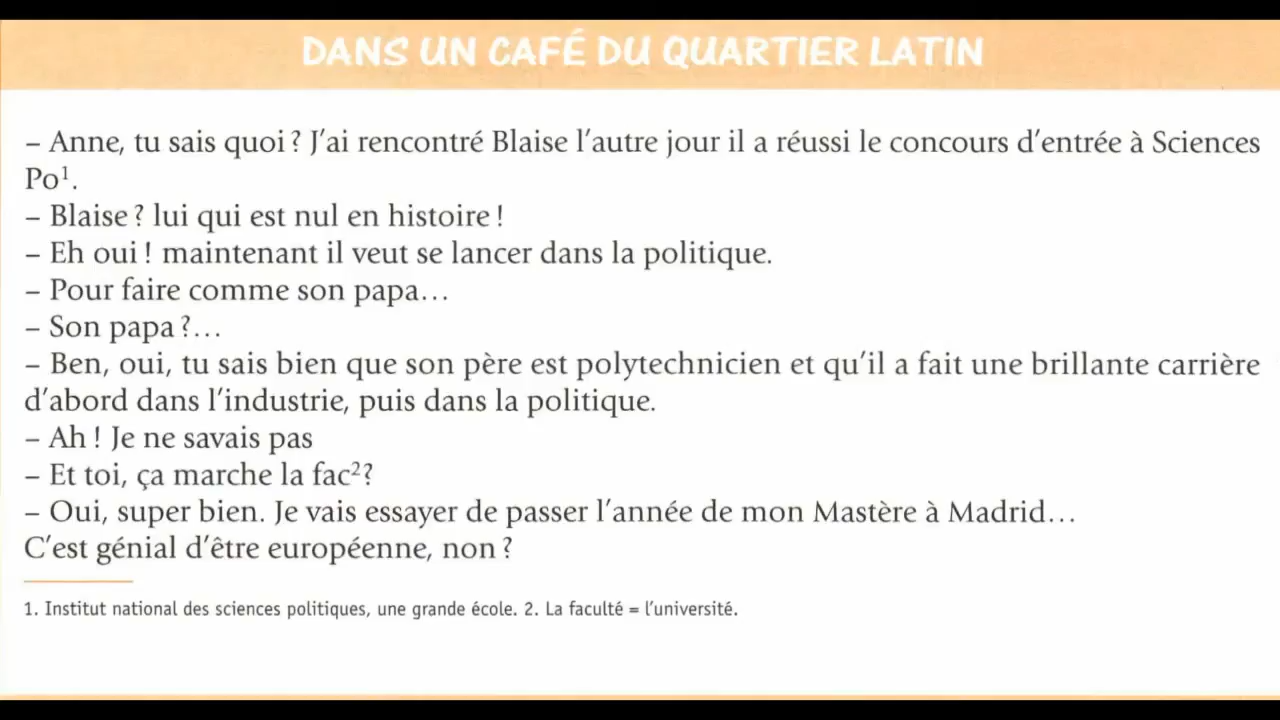 DANS UN CAFÉ DU QUARTIER LATIN
– Anne, tu sais quoi ? J'ai rencontré Blaise l'autre jour il a réussi le concours d'entrée à Sciences
Po¹.
– Blaise ? lui qui est nul en histoire !
– Eh oui ! maintenant il veut se lancer dans la politique.
– Pour faire comme son papa…
– Son papa ?…
– Ben, oui, tu sais bien que son père est polytechnicien et qu'il a fait une brillante carrière
d'abord dans l'industrie, puis dans la politique.
– Ah ! Je ne savais pas
– Et toi, ça marche la fac²?
– Oui, super bien. Je vais essayer de passer l'année de mon Mastère à Madrid…
C'est génial d'être européenne, non ?
1. Institut national des sciences politiques, une grande école. 2. La faculté = l'université.